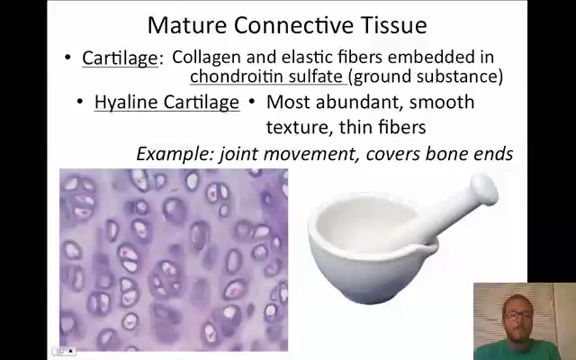 Mature Connective Tissue
• Cartilage: Collagen and elastic fibers embedded in
chondroitin sulfate (ground substance)
• Hyaline Cartilage • Most abundant, smooth
texture, thin fibers
Example: joint movement, covers bone ends